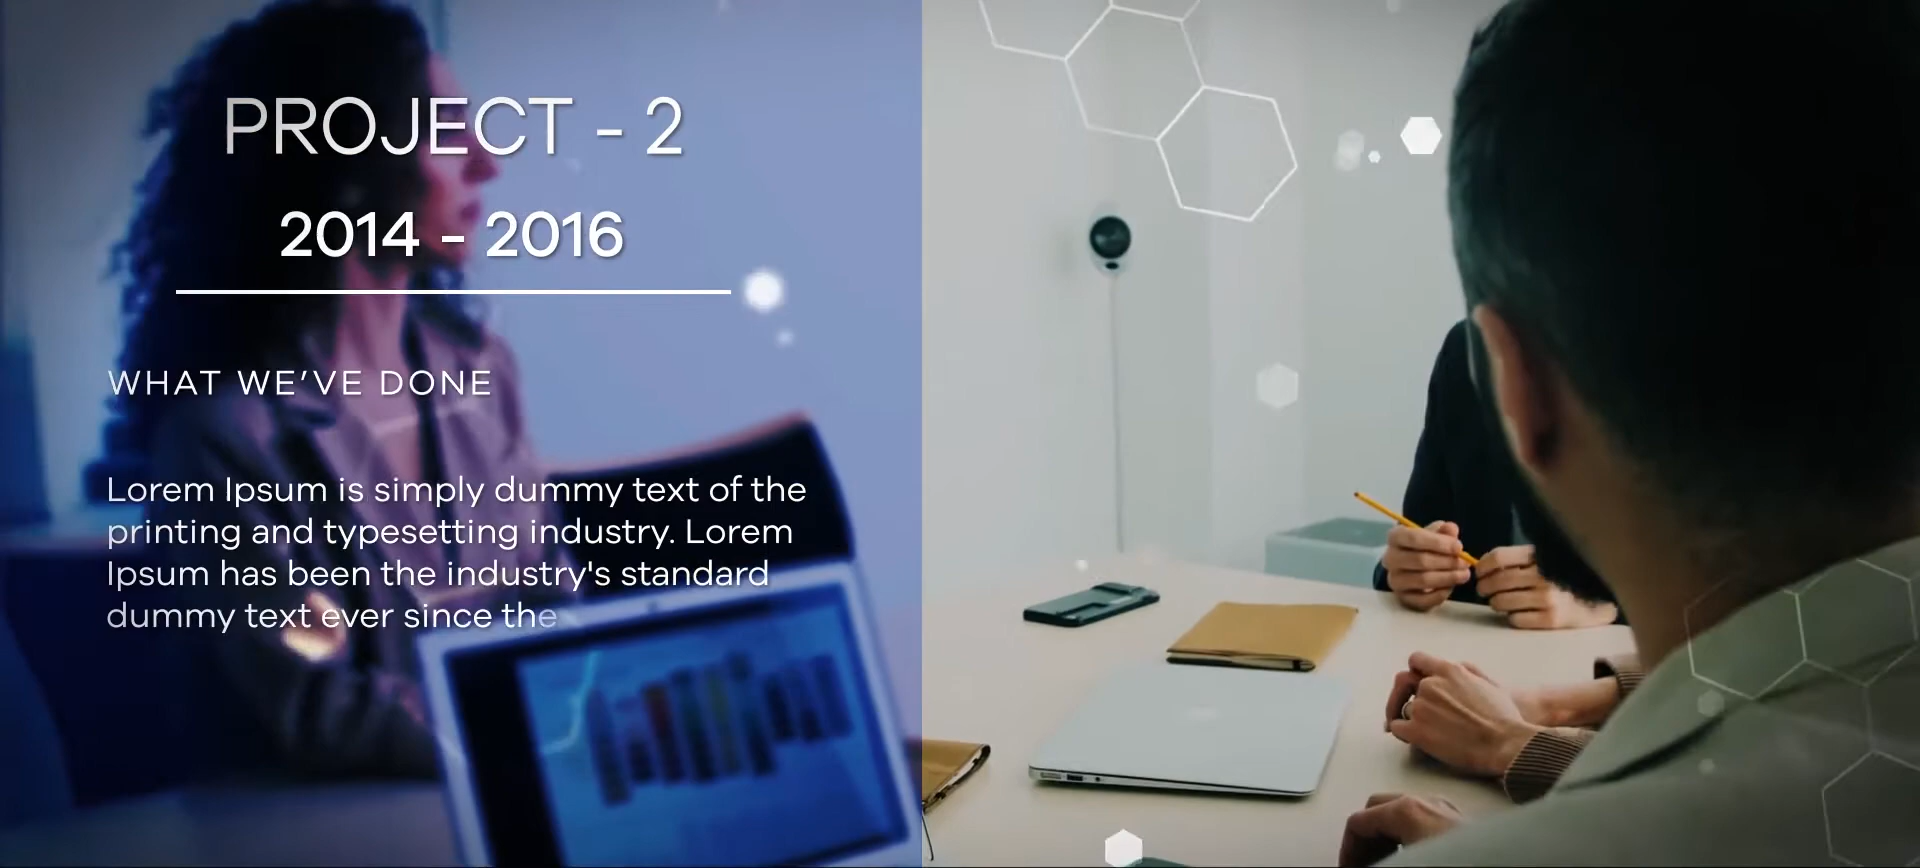 PROJECT - 2
2014 - 2016
WHAT WE’VE DONE
Lorem Ipsum is simply dummy text of the
printing and typesetting industry. Lorem
Ipsum has been the industry's standard
dummy text ever since the